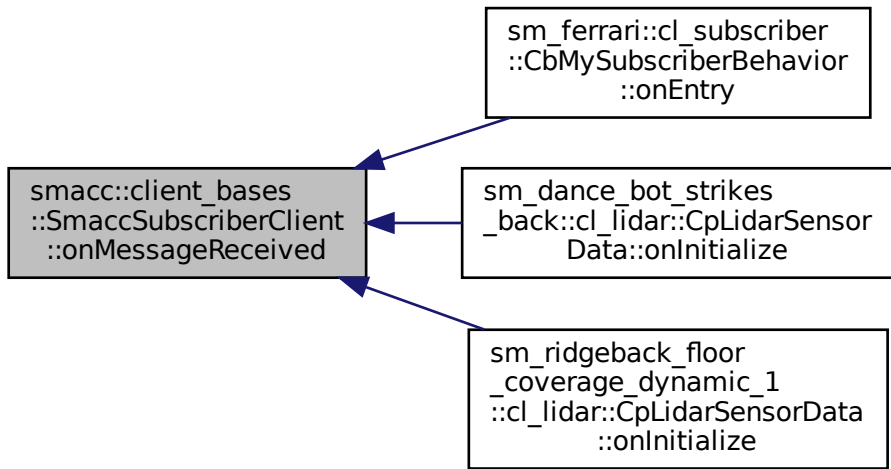 sm_ferrari::cl_subscriber
::CbMySubscriberBehavior
::onEntry
smacc::client_bases
::SmaccSubscriberClient
::onMessageReceived
sm_dance_bot_strikes
_back::cl_lidar::CpLidarSensor
Data::onInitialize
sm_ridgeback_floor
_coverage_dynamic_1
::cl_lidar::CpLidarSensorData
::onInitialize